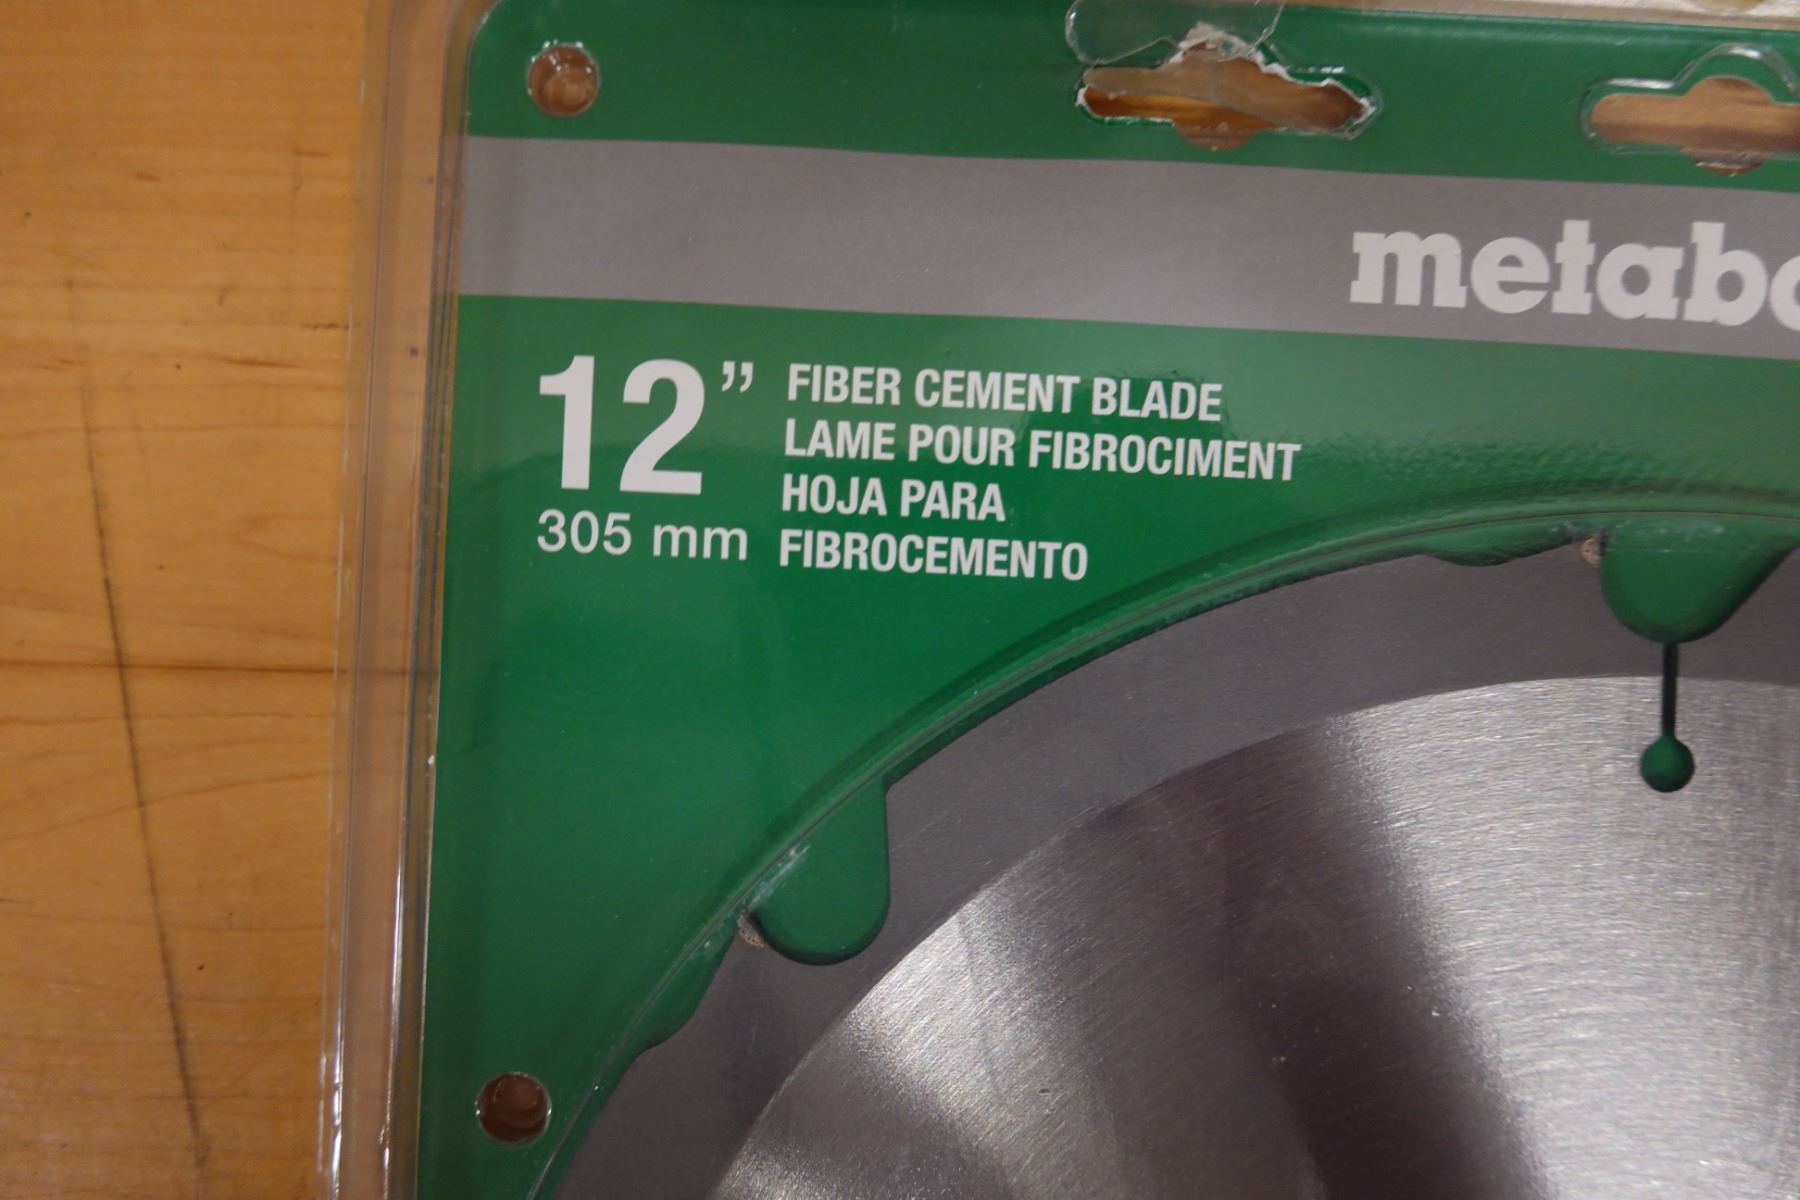 metabo
12” FIBER CEMENT BLADE
LAME POUR FIBROCIMENT
HOJA PARA
305 mm FIBROCEMENTO